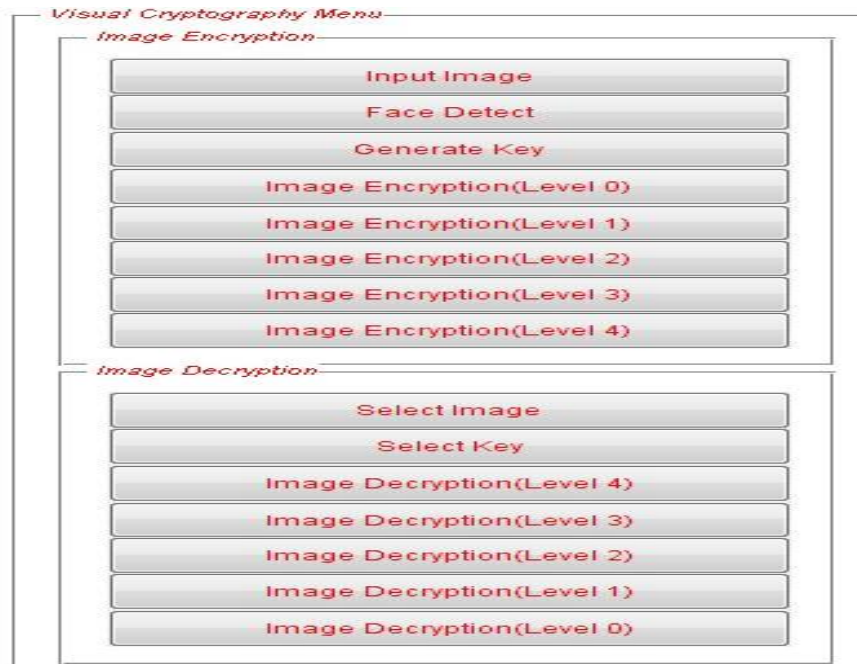 Visual Cryptography Menu
Image Encryption
Input Image
Face Detect
Generate Key
Image Encryption(Level 0)
Image Encryption(Level 1)
Image Encryption(Level 2)
Image Encryption(Level 3)
Image Encryption(Level 4)
Image Decryption
Select Image
Select Key
Image Decryption(Level 4)
Image Decryption(Level 3)
Image Decryption(Level 2)
Image Decryption(Level 1)
Image Decryption(Level 0)